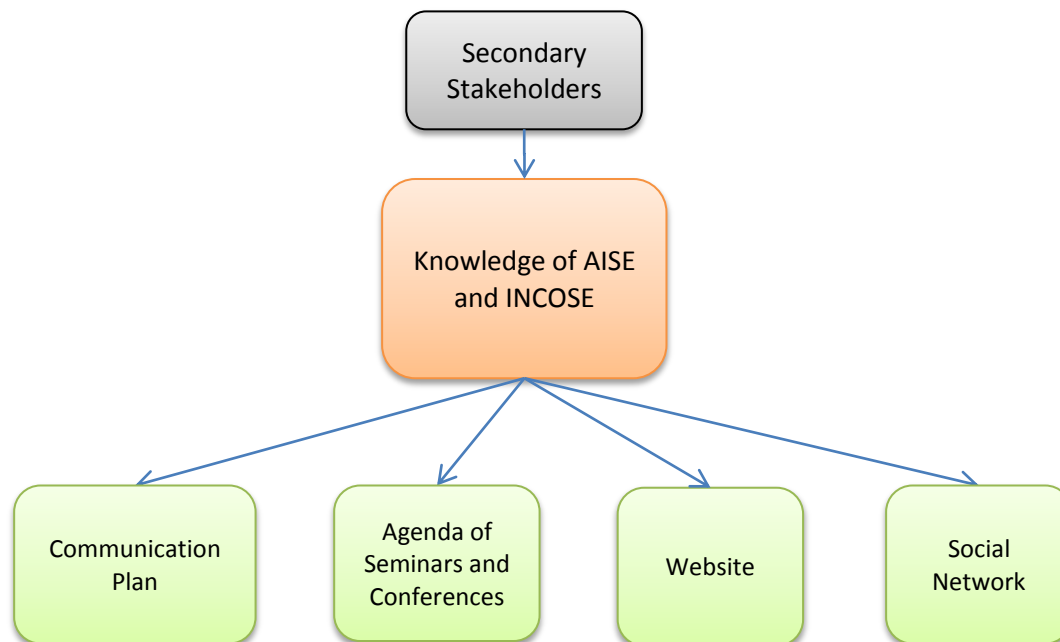 Secondary
Stakeholders
Knowledge of AISE
and INCOSE
Communication
Plan
Agenda of
Seminars and
Conferences
Website
Social
Network